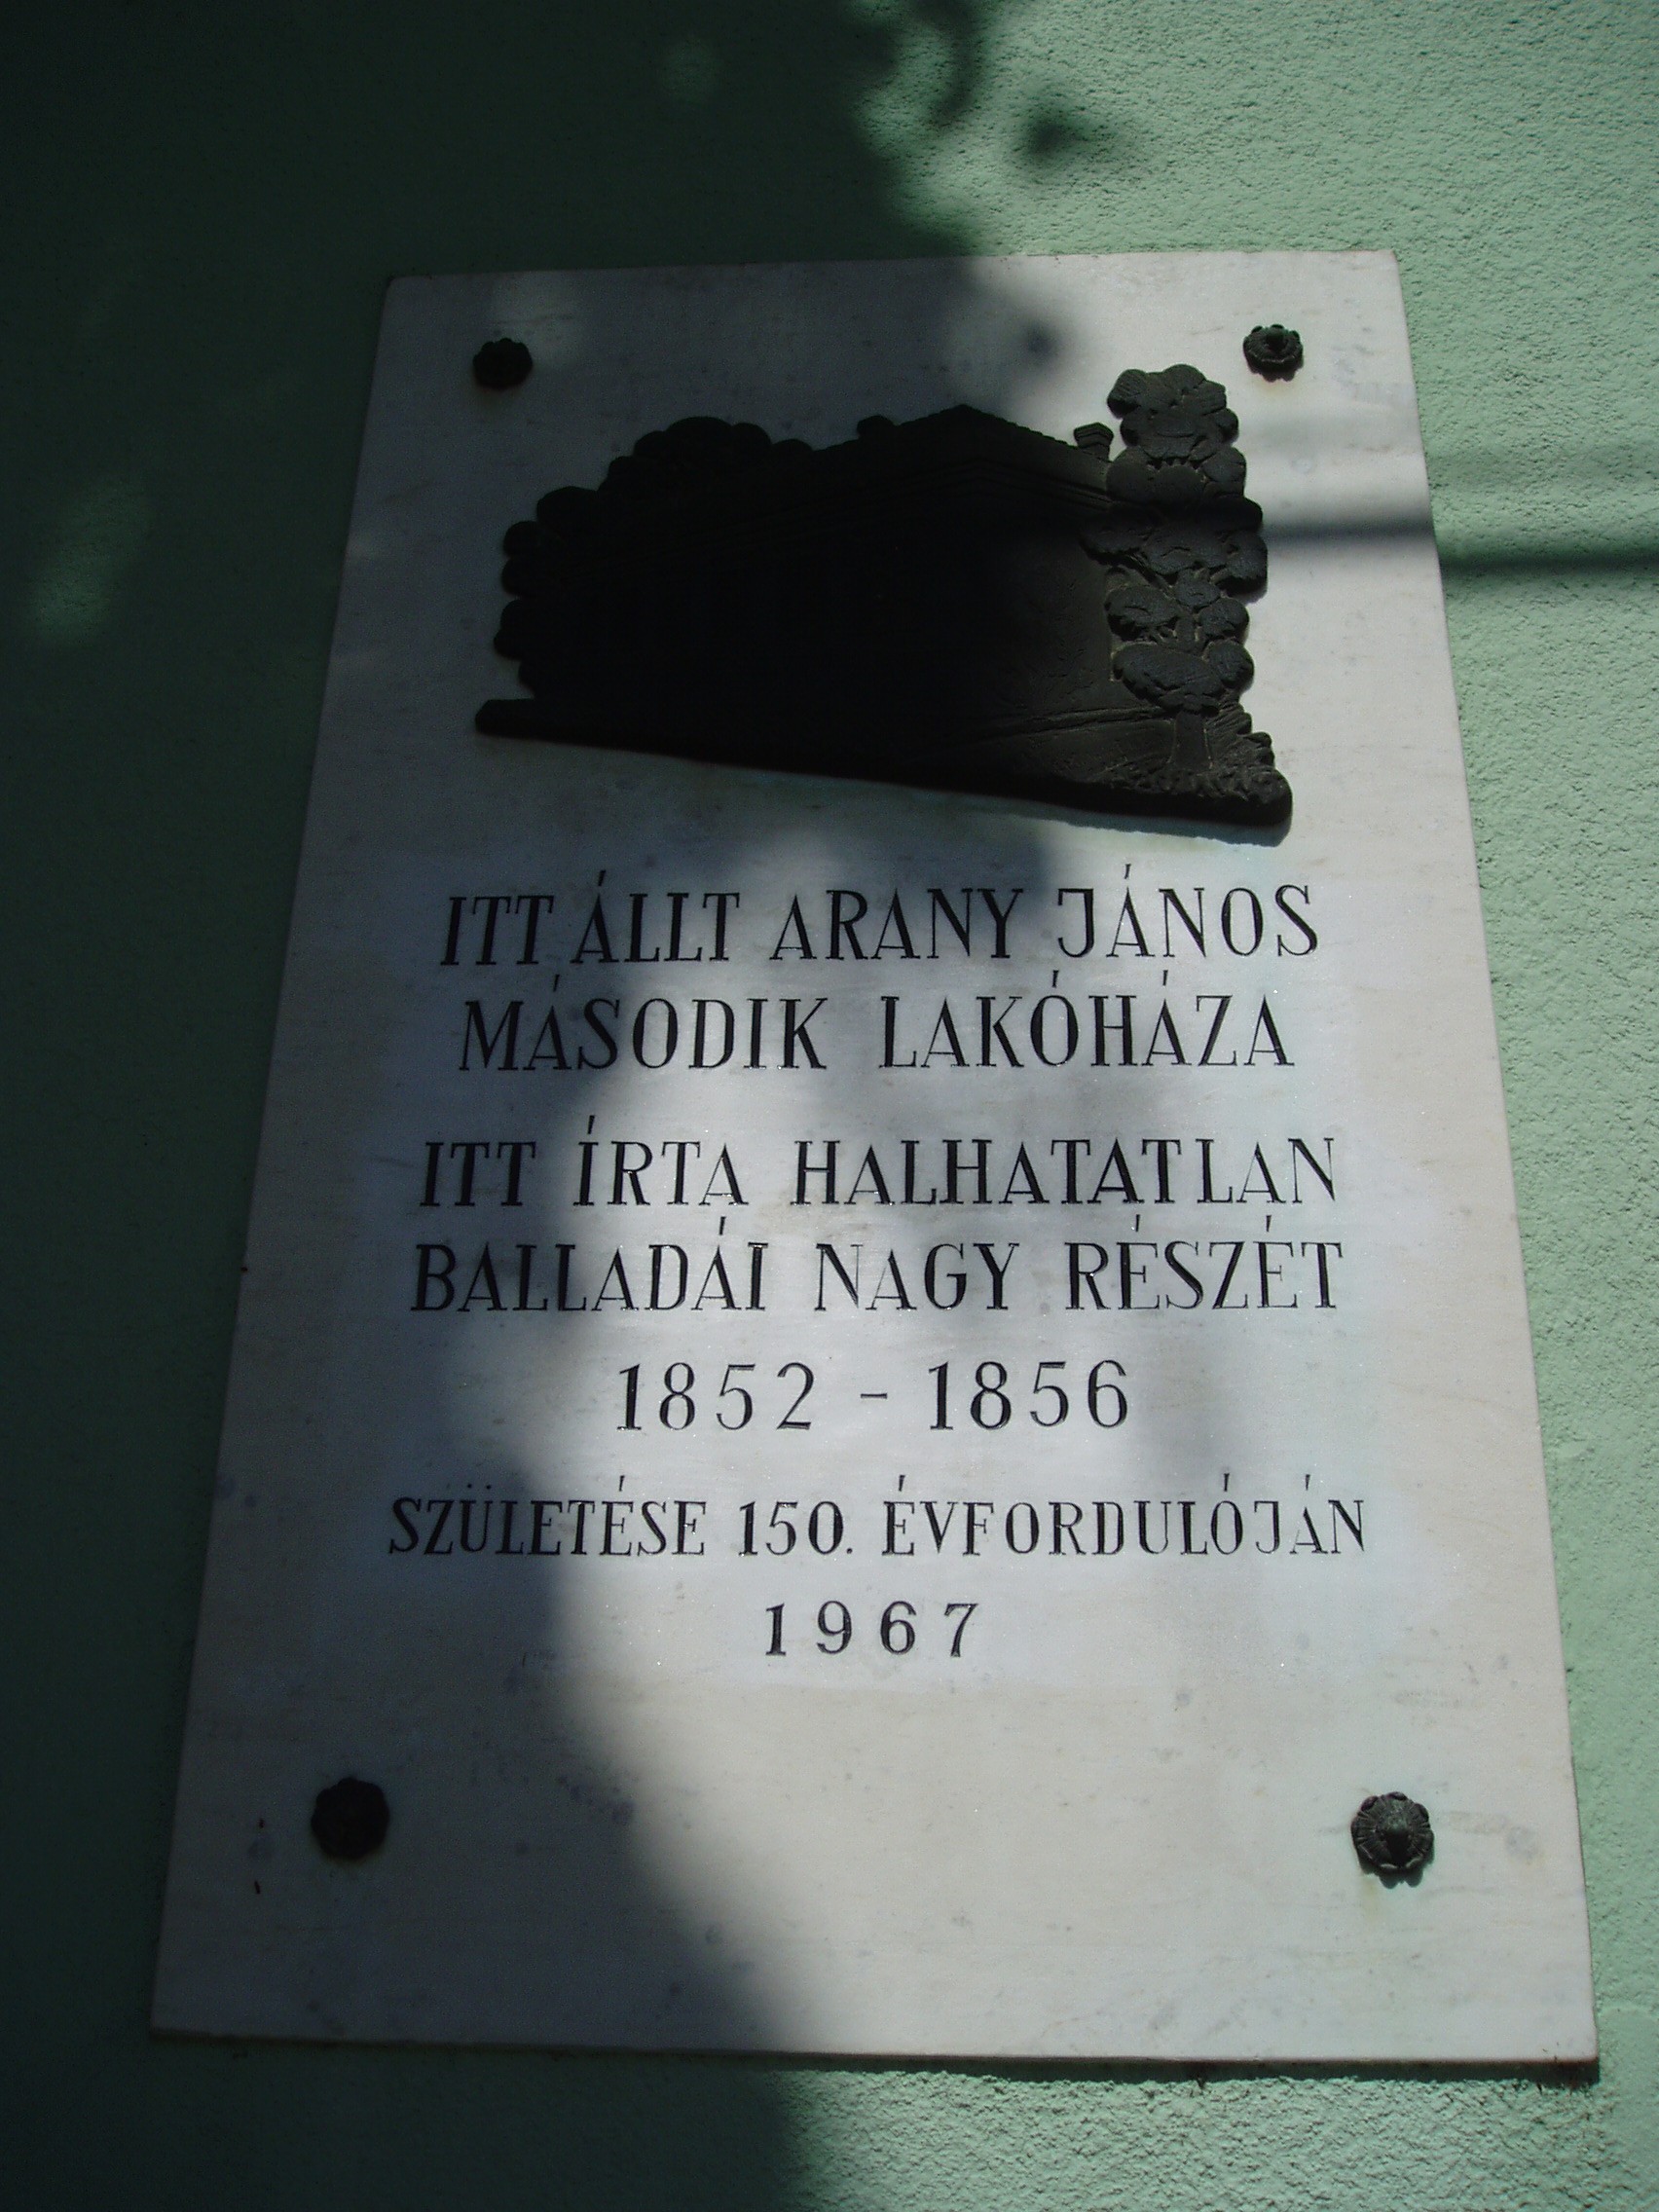 ITT ÁLLT ARANY JÁNOS
MÁSODIK LAKÓHÁZA
ITT ÍRTA HALHATATLAN
BALLADÁI NAGY RÉSZÉT
1852 - 1856
SZÜLETÉSE 150. ÉVFORDULÓJÁN
1967